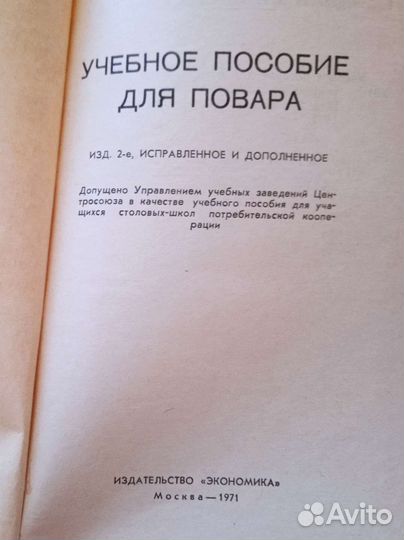 УЧЕБНОЕ ПОСОБИЕ
ДЛЯ ПОВАРА
ИЗД. 2-е, ИСПРАВЛЕННОЕ И ДОПОЛНЕННОЕ
Допущено Управлением учебных заведений Цен-
тросоюза в качестве учебного пособия для уча-
щихся столовых-школ потребительской коопе-
рации
ИЗДАТЕЛЬСТВО «ЭКОНОМИКА»
Москва — 1971
Avito